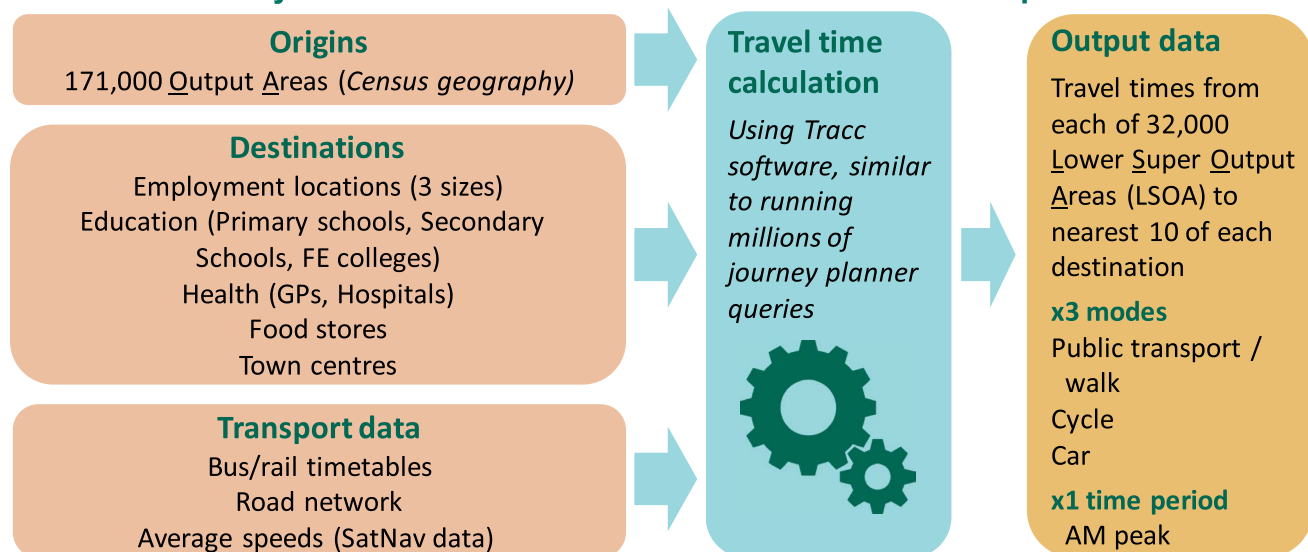 Origins
171,000 Output Areas (Census geography)
Destinations
Employment locations (3 sizes)
Education (Primary schools, Secondary
Schools, FE colleges)
Health (GPs, Hospitals)
Food stores
Town centres
Transport data
Bus/rail timetables
Road network
Average speeds (SatNav data)
Travel time
calculation
Using Tracc
software, similar
to running
millions of
journey planner
queries
Output data
Travel times from
each of 32,000
Lower Super Output
Areas (LSOA) to
nearest 10 of each
destination
x3 modes
Public transport /
walk
Cycle
Car
x1 time period
AM peak